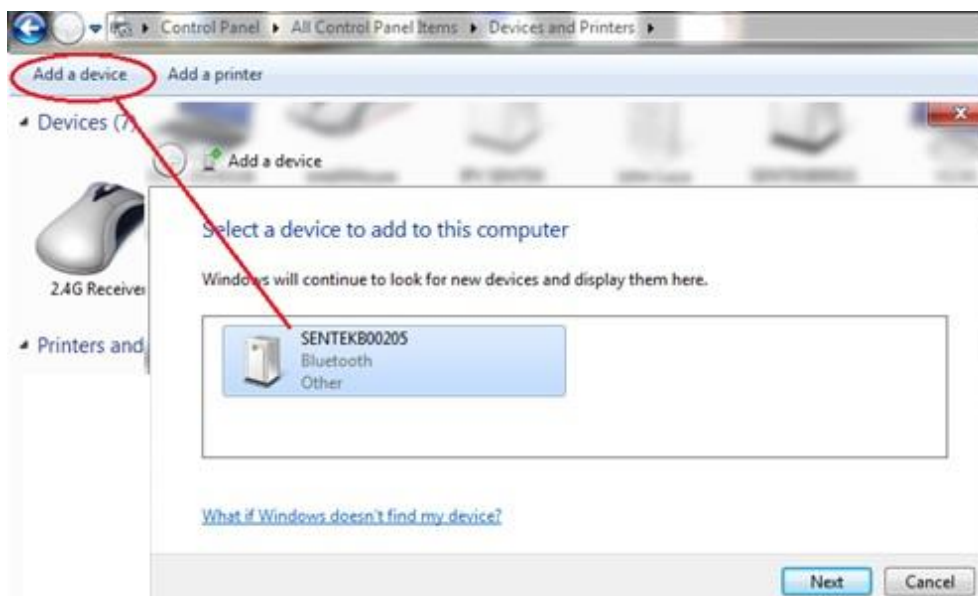 Control Panel ▸ All Control Panel Items ▸ Devices and Printers ▸
Add a device Add a printer
Devices (7)
Add a device
Select a device to add to this computer
Windows will continue to look for new devices and display them here.
2.4G Receiver
SENTEKB00205
Bluetooth
Other
Printers and
What if Windows doesn't find my device?
Next Cancel